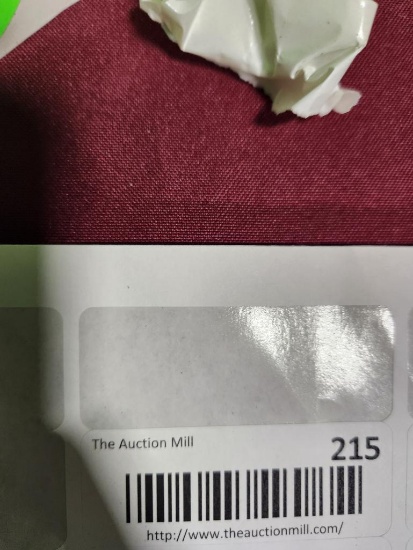 The Auction Mill 215
http://www.theauctionmill.com/